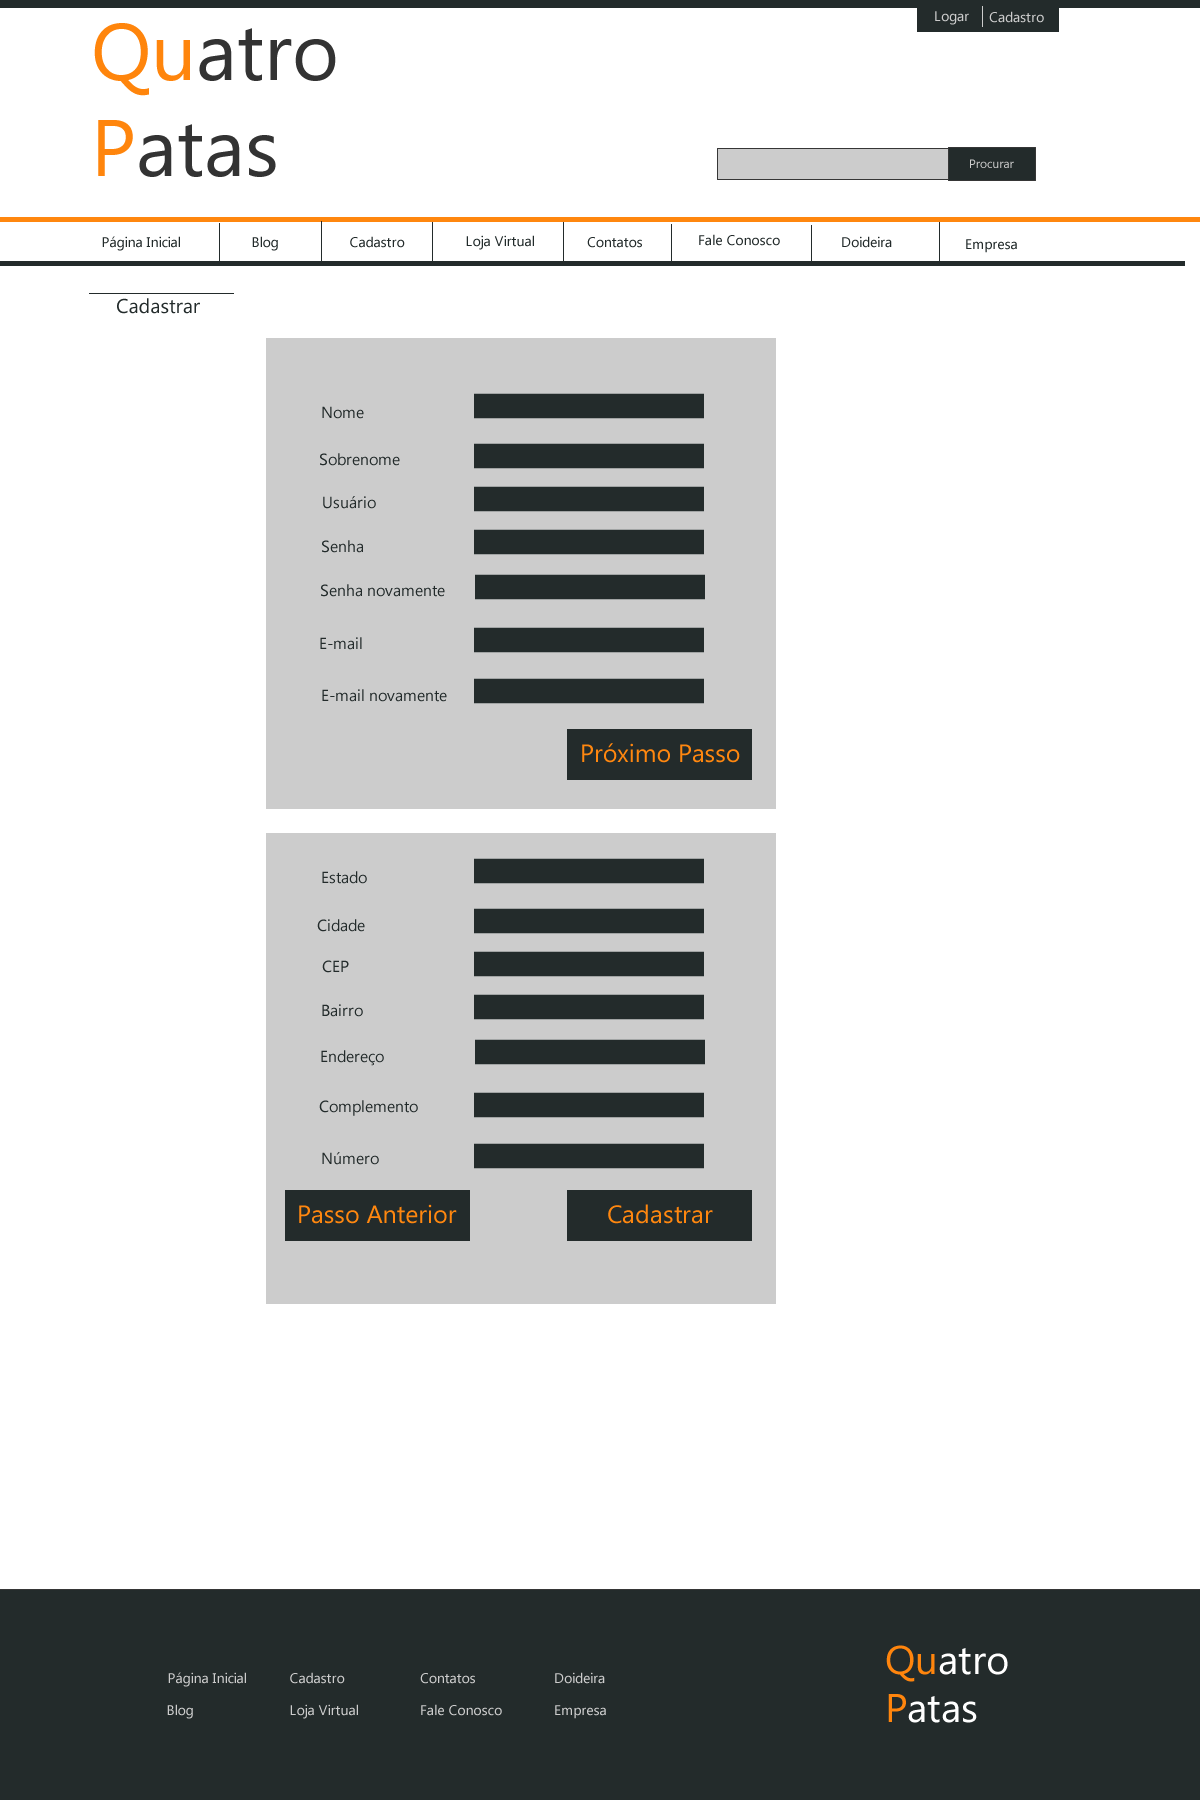 Logar
Cadastro
Quatro
Patas
Procurar
Página Inicial
Blog
Cadastro
Loja Virtual
Contatos
Fale Conosco
Doideira
Empresa
Cadastrar
Nome
Sobrenome
Usuário
Senha
Senha novamente
E-mail
E-mail novamente
Próximo Passo
Estado
Cidade
CEP
Bairro
Endereço
Complemento
Número
Passo Anterior
Cadastrar
Página Inicial
Cadastro
Contatos
Doideira
Blog
Loja Virtual
Fale Conosco
Empresa
Quatro
Patas